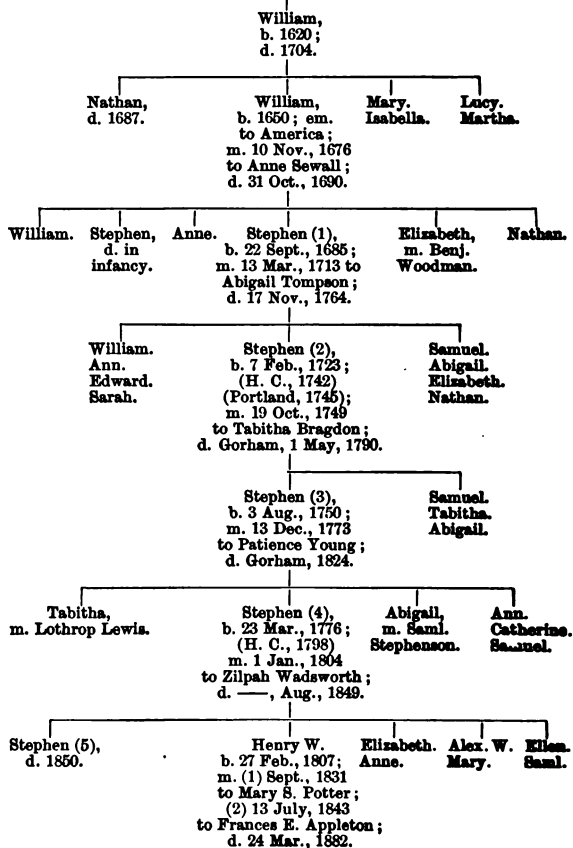 William,
b. 1620;
d. 1704.
Nathan,
d. 1687.
William,
b. 1650; em.
to America;
m. 10 Nov., 1676
to Anne Sewall;
d. 31 Oct., 1690.
Mary.
Isabella.
Lucy.
Martha.
William.
Stephen,
d. in
infancy.
Anne.
Stephen (1),
b. 22 Sept., 1685;
m. 13 Mar., 1713 to
Abigail Tompson;
d. 17 Nov., 1764.
Elizabeth,
m. Benj.
Woodman.
Nathan.
William.
Ann.
Edward.
Sarah.
Stephen (2),
b. 7 Feb., 1723;
(H. C., 1742)
(Portland, 1745);
m. 19 Oct., 1749
to Tabitha Bragdon;
d. Gorham, 1 May, 1790.
Samuel.
Abigail.
Elizabeth.
Nathan.
Stephen (3),
b. 3 Aug., 1750;
m. 13 Dec., 1773
to Patience Young;
d. Gorham, 1824.
Samuel.
Tabitha.
Abigail.
Tabitha,
m. Lothrop Lewis.
Stephen (4),
b. 23 Mar., 1776;
(H. C., 1798)
m. 1 Jan., 1804
to Zilpah Wadsworth;
d. ——, Aug., 1849.
Abigail,
m. Saml.
Stephenson.
Ann.
Catherine.
Samuel.
Stephen (5),
d. 1850.
Henry W.
b. 27 Feb., 1807;
m. (1) Sept., 1831
to Mary S. Potter;
(2) 13 July, 1843
to Frances E. Appleton;
d. 24 Mar., 1882.
Elizabeth.
Anne.
Alex. W.
Mary.
Ellen.
Saml.